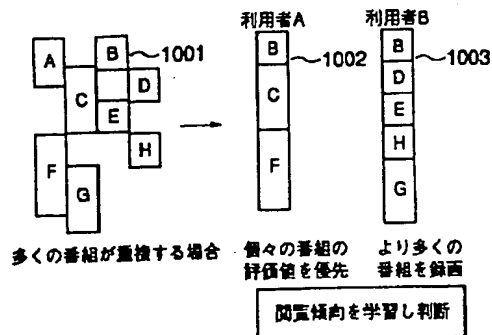 利用者A
利用者B
A
B
1001
C
D
E
F
G
H
B
1002
C
F
B
1003
D
E
H
G
多くの番組が重複する場合
個々の番組の
評価値を優先
より多くの
番組を録画
閲覧傾向を学習し判断